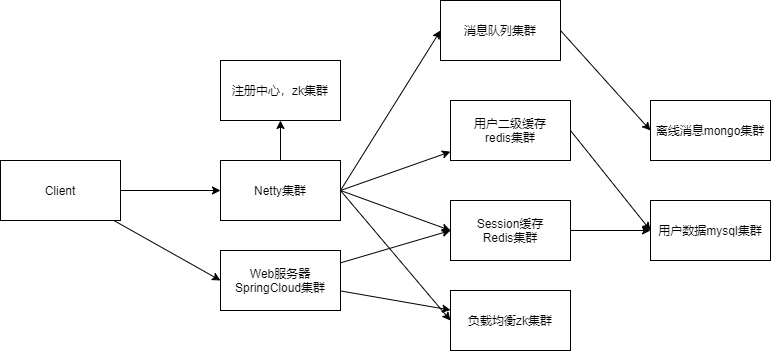 消息队列集群
注册中心，zk集群
用户二级缓存
redis集群
离线消息mongo集群
Client
Netty集群
Session缓存
Redis集群
用户数据mysql集群
Web服务器
SpringCloud集群
负载均衡zk集群